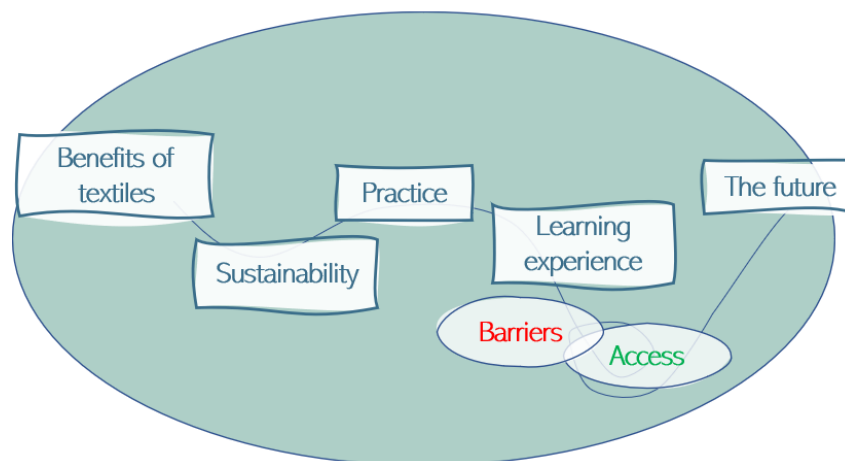 Benefits of
textiles
Sustainability
Practice
Learning
experience
Barriers
Access
The future